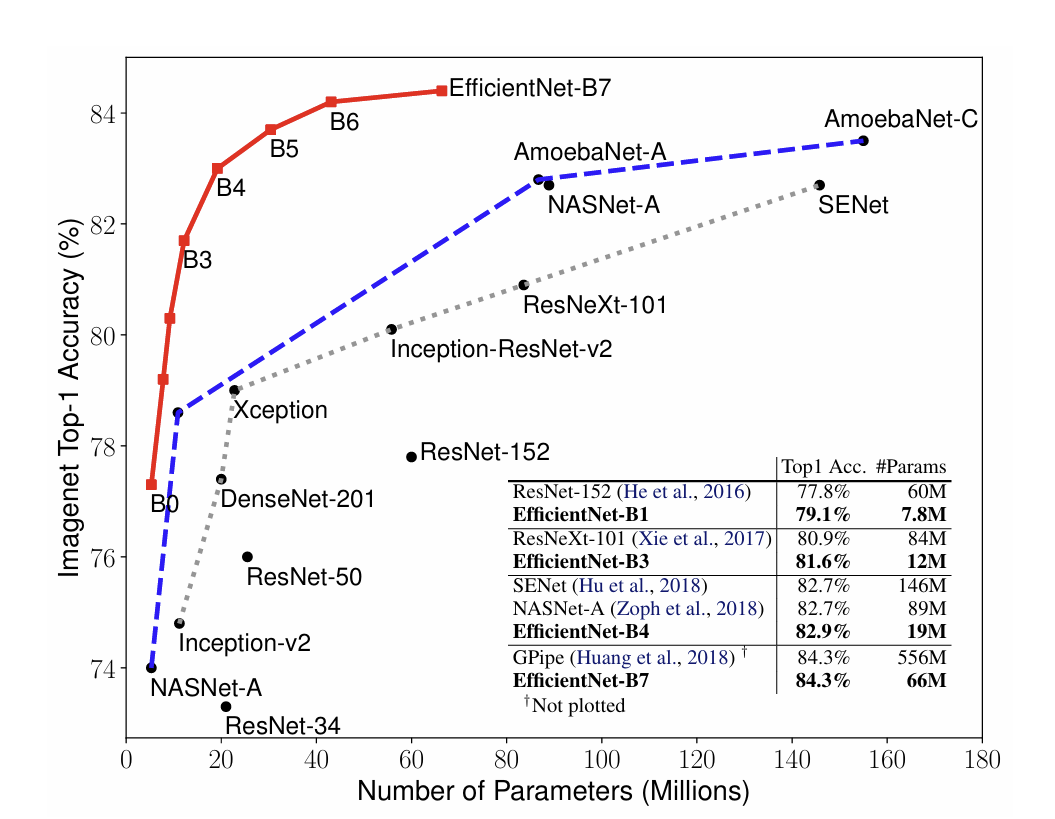 EfficientNet-B7
AmoebaNet-C
84
B6
B5
AmoebaNet-A
B4
NASNet-A
SENet
82
B3
ResNeXt-101
80
Inception-ResNet-v2
Xception
78
ResNet-152
B0
DenseNet-201
76
ResNet-50
Inception-v2
74
NASNet-A
ResNet-34
Imagenet Top-1 Accuracy (%)
Top1 Acc. #Params
ResNet-152 (He et al., 2016) 77.8% 60M
EfficientNet-B1 79.1% 7.8M
ResNeXt-101 (Xie et al., 2017) 80.9% 84M
EfficientNet-B3 81.6% 12M
SENet (Hu et al., 2018) 82.7% 146M
NASNet-A (Zoph et al., 2018) 82.7% 89M
EfficientNet-B4 82.9% 19M
GPipe (Huang et al., 2018) † 84.3% 556M
EfficientNet-B7 84.3% 66M
†Not plotted
0 20 40 60 80 100 120 140 160 180
Number of Parameters (Millions)